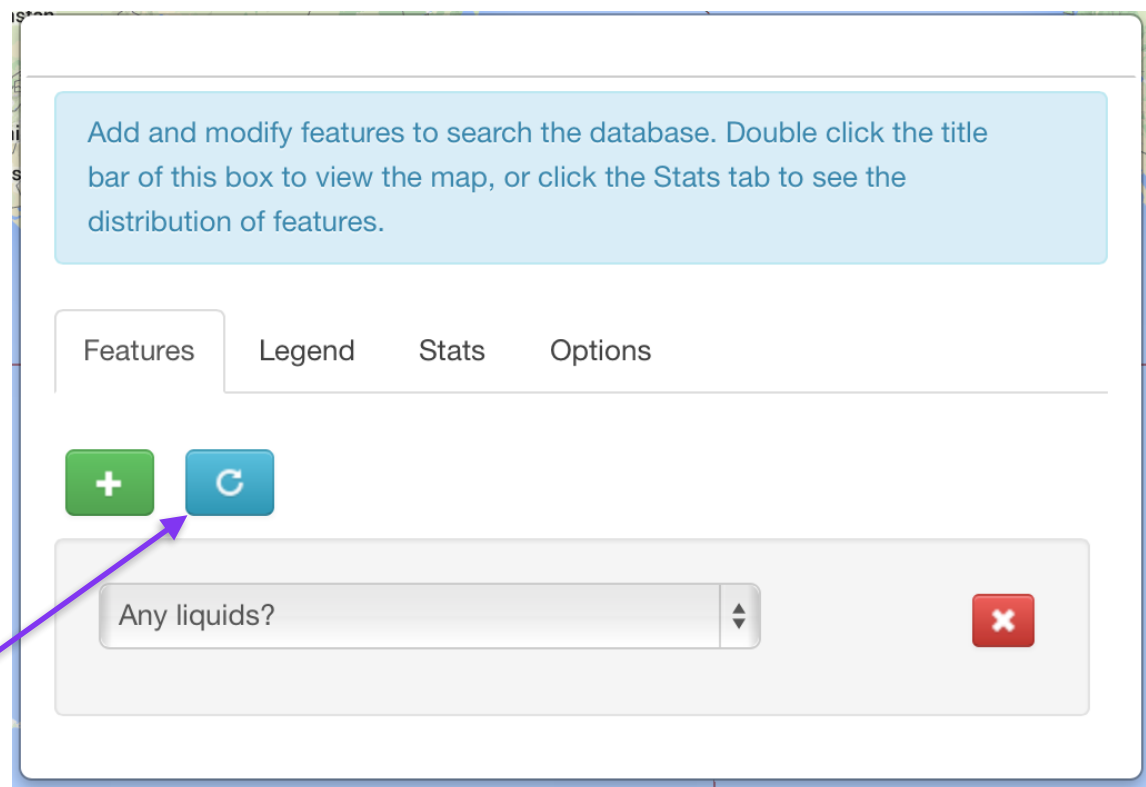 Add and modify features to search the database. Double click the title
bar of this box to view the map, or click the Stats tab to see the
distribution of features.
Features Legend Stats Options
Any liquids?